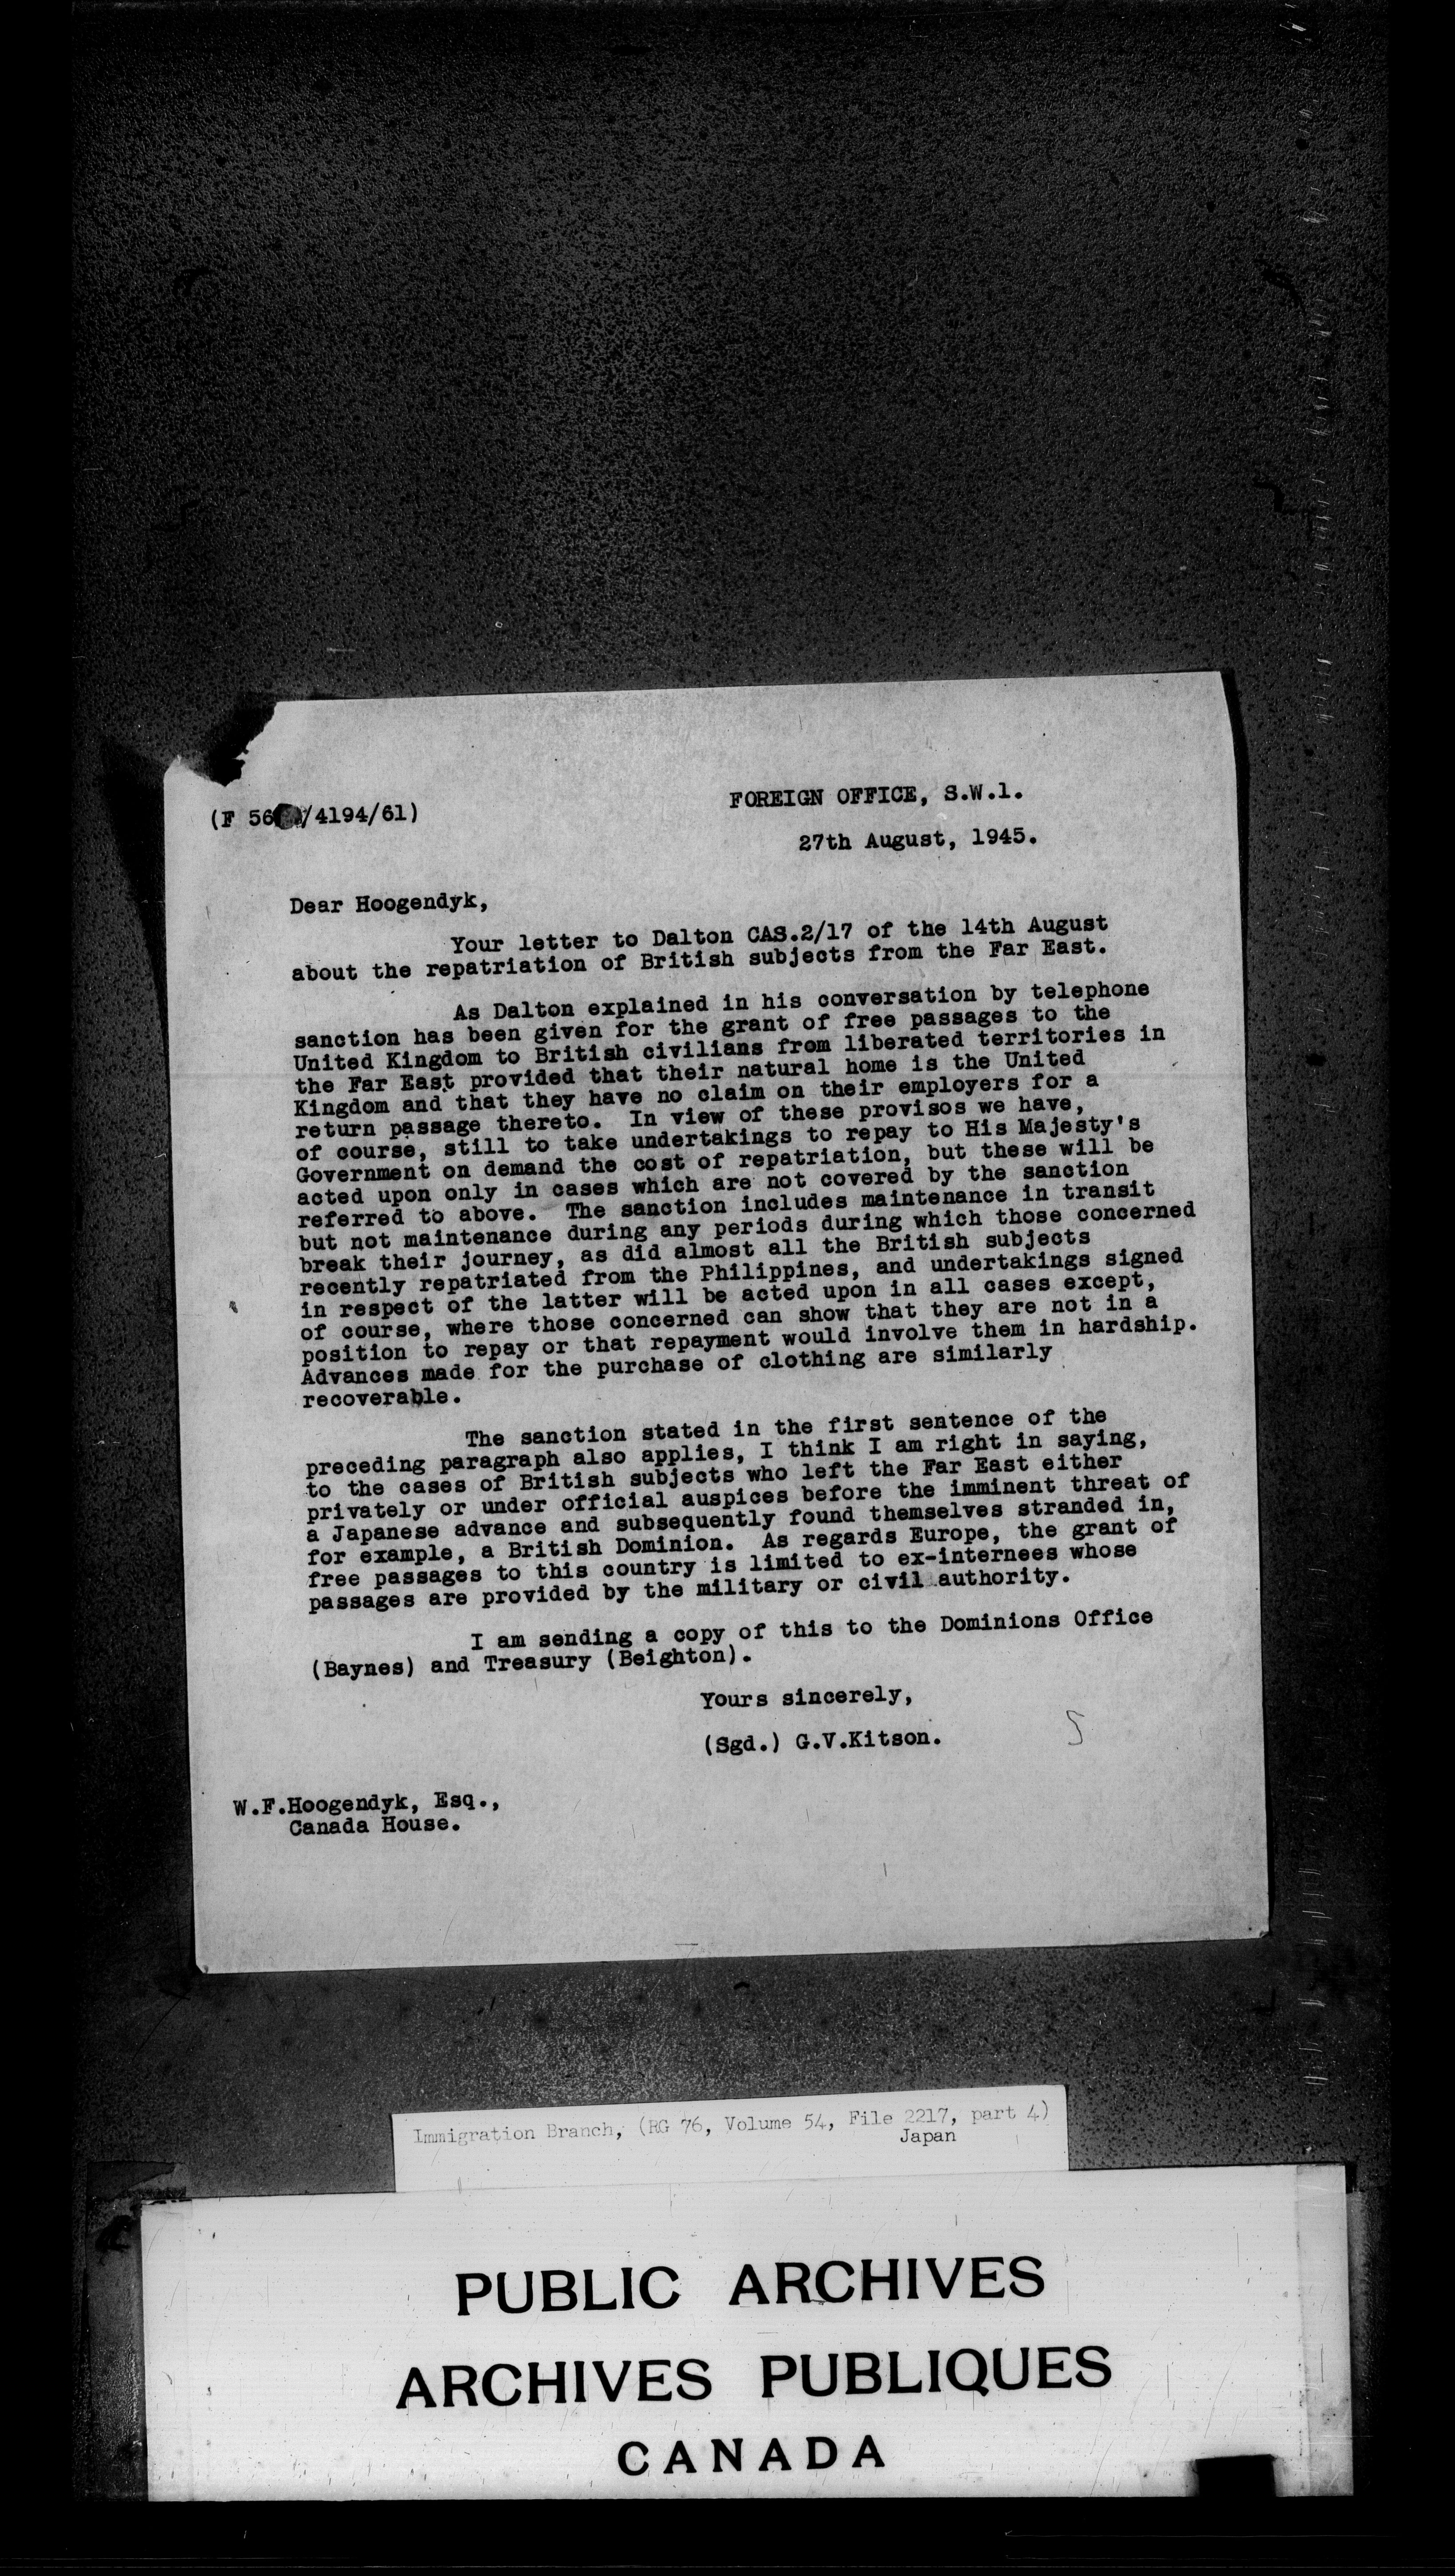 (F 56 /4194/61)
FOREIGN OFFICE, S.W.1.
27th August, 1945.
Dear Hoogendyk,
Your letter to Dalton CAS.2/17 of the 14th August
about the repatriation of British subjects from the Far East.
As Dalton explained in his conversation by telephone
sanction has been given for the grant of free passages to the
United Kingdom to British civilians from liberated territories in
the Far East provided that their natural home is the United
Kingdom and that they have no claim on their employers for a
return passage thereto. In view of these provisos we have,
of course, still to take undertakings to repay to His Majesty's
Government on demand the cost of repatriation, but these will be
acted upon only in cases which are not covered by the sanction
referred to above. The sanction includes maintenance in transit
but not maintenance during any periods during which those concerned
break their journey, as did almost all the British subjects
recently repatriated from the Philippines, and undertakings signed
in respect of the latter will be acted upon in all cases except,
of course, where those concerned can show that they are not in a
position to repay or that repayment would involve them in hardship.
Advances made for the purchase of clothing are similarly
recoverable.
The sanction stated in the first sentence of the
preceding paragraph also applies, I think I am right in saying,
to the cases of British subjects who left the Far East either
privately or under official auspices before the imminent threat of
a Japanese advance and subsequently found themselves stranded in,
for example, a British Dominion. As regards Europe, the grant of
free passages to this country is limited to ex-internees whose
passages are provided by the military or civil authority.
I am sending a copy of this to the Dominions Office
(Baynes) and Treasury (Beighton).
Yours sincerely,
(Sgd.) G.V.Kitson.
5
W.F.Hoogendyk, Esq.,
Canada House.
Immigration Branch, (RG 76, Volume 54, File 2217, part 4)
Japan
PUBLIC ARCHIVES
ARCHIVES PUBLIQUES
CANADA